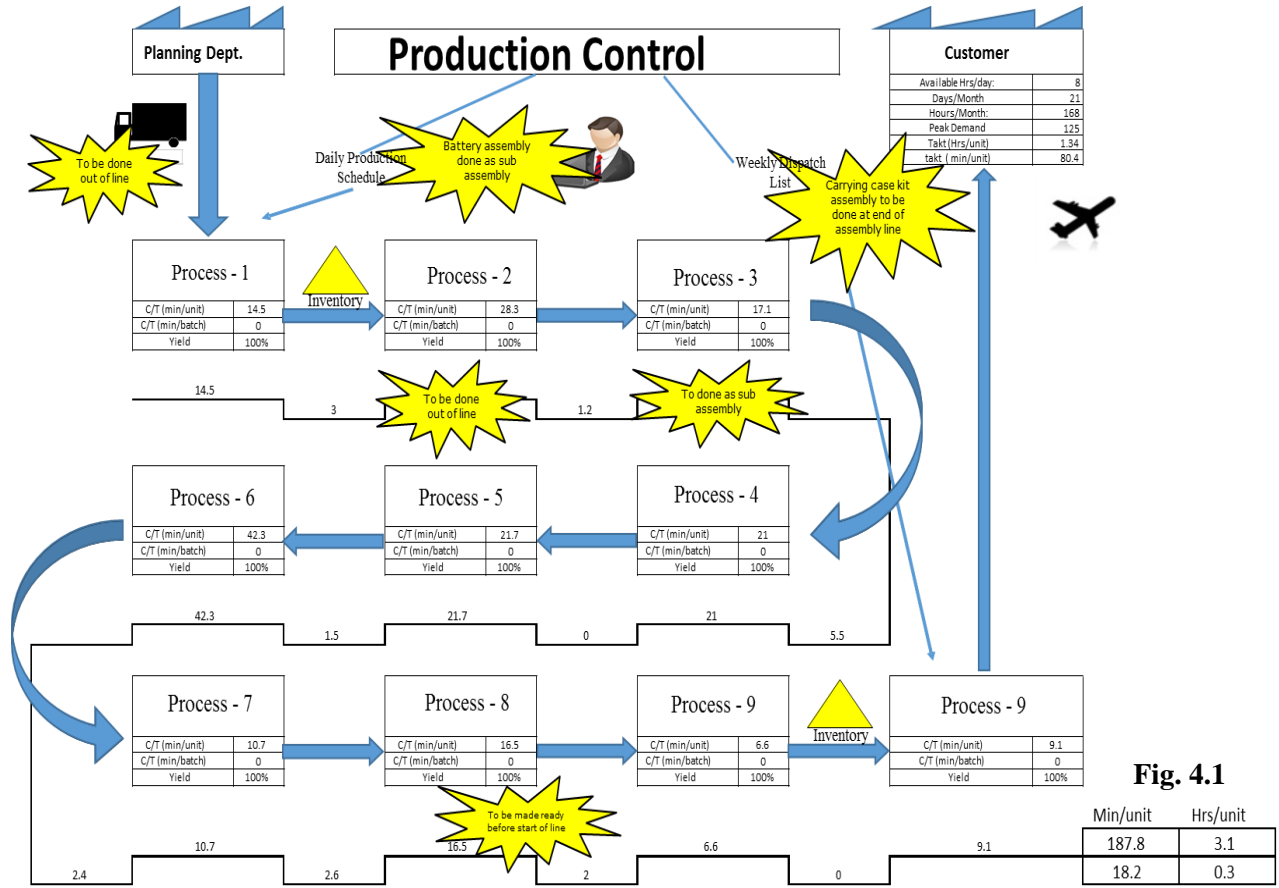 Planning Dept.
Production Control
Customer
Available Hrs/day: 8
Days/Month 21
Hours/Month: 168
Peak Demand 125
Takt (Hrs/unit) 1.34
takt ( min/unit) 80.4
To be done
out of line
Daily Production
Schedule
Battery assembly
done as sub
assembly
Weekly Dispatch
List
Carrying case kit
assembly to be
done at end of
assembly line
Process - 1
C/T (min/unit) 14.5
C/T (min/batch) 0
Yield 100%
Inventory
Process - 2
C/T (min/unit) 28.3
C/T (min/batch) 0
Yield 100%
Process - 3
C/T (min/unit) 17.1
C/T (min/batch) 0
Yield 100%
14.5
3
To be done
out of line
1.2
To done as sub
assembly
Process - 6
C/T (min/unit) 42.3
C/T (min/batch) 0
Yield 100%
Process - 5
C/T (min/unit) 21.7
C/T (min/batch) 0
Yield 100%
Process - 4
C/T (min/unit) 21
C/T (min/batch) 0
Yield 100%
42.3
1.5
21.7
0
21
5.5
Process - 7
C/T (min/unit) 10.7
C/T (min/batch) 0
Yield 100%
Process - 8
C/T (min/unit) 16.5
C/T (min/batch) 0
Yield 100%
Process - 9
C/T (min/unit) 6.6
C/T (min/batch) 0
Yield 100%
Inventory
Process - 9
C/T (min/unit) 9.1
C/T (min/batch) 0
Yield 100%
To be made ready
before start of line
2.4
10.7
2.6
16.5
2
6.6
0
9.1
Fig. 4.1
Min/unit Hrs/unit
187.8 3.1
18.2 0.3